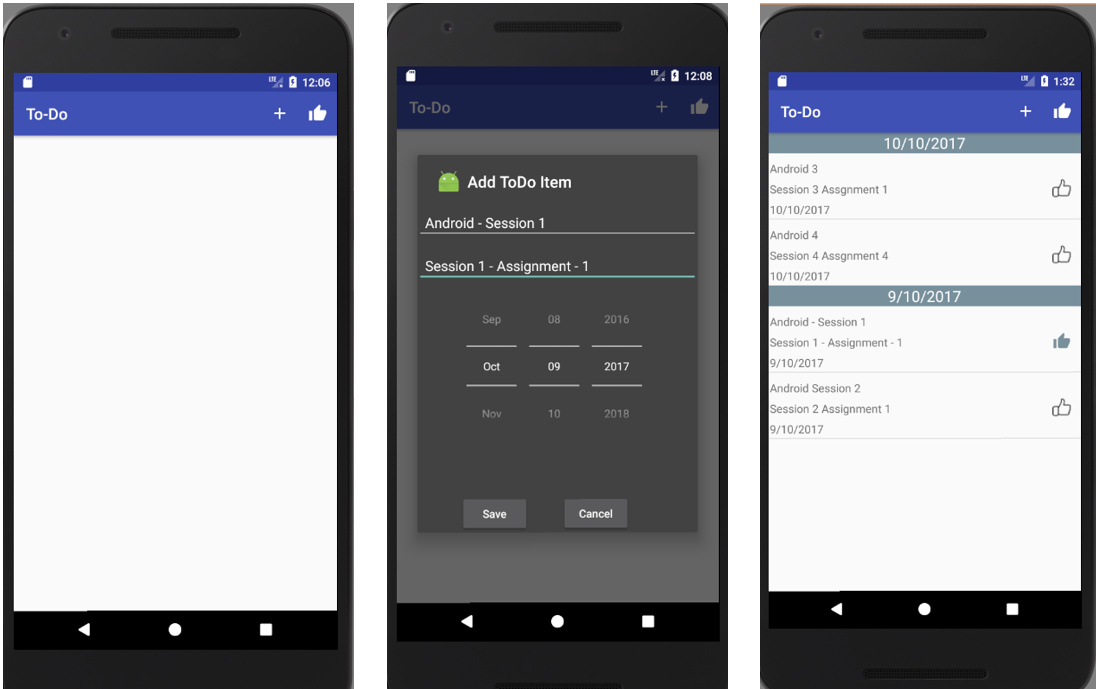 LTE 12:06
To-Do
LTE 12:08
To-Do
Add ToDo Item
Android - Session 1
Session 1 - Assignment - 1
Sep 08 2016
Oct 09 2017
Nov 10 2018
Save Cancel
LTE 1:32
To-Do
10/10/2017
Android 3
Session 3 Assgnment 1
10/10/2017
Android 4
Session 4 Assgnment 4
10/10/2017
9/10/2017
Android - Session 1
Session 1 - Assignment - 1
9/10/2017
Android Session 2
Session 2 Assignment 1
9/10/2017